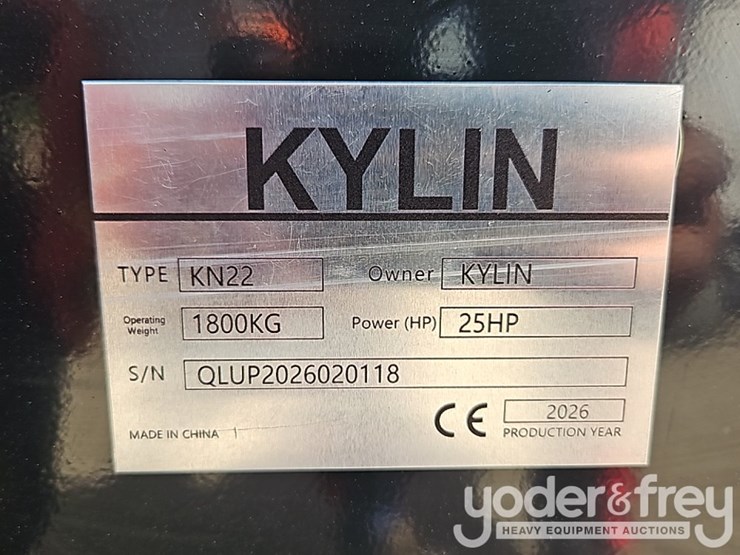 KYLIN
TYPE KN22 Owner KYLIN
Operating Weight 1800KG Power (HP) 25HP
S/N QLUP2026020118
CE 2026
MADE IN CHINA PRODUCTION YEAR
yoder&frey
HEAVY EQUIPMENT AUCTIONS